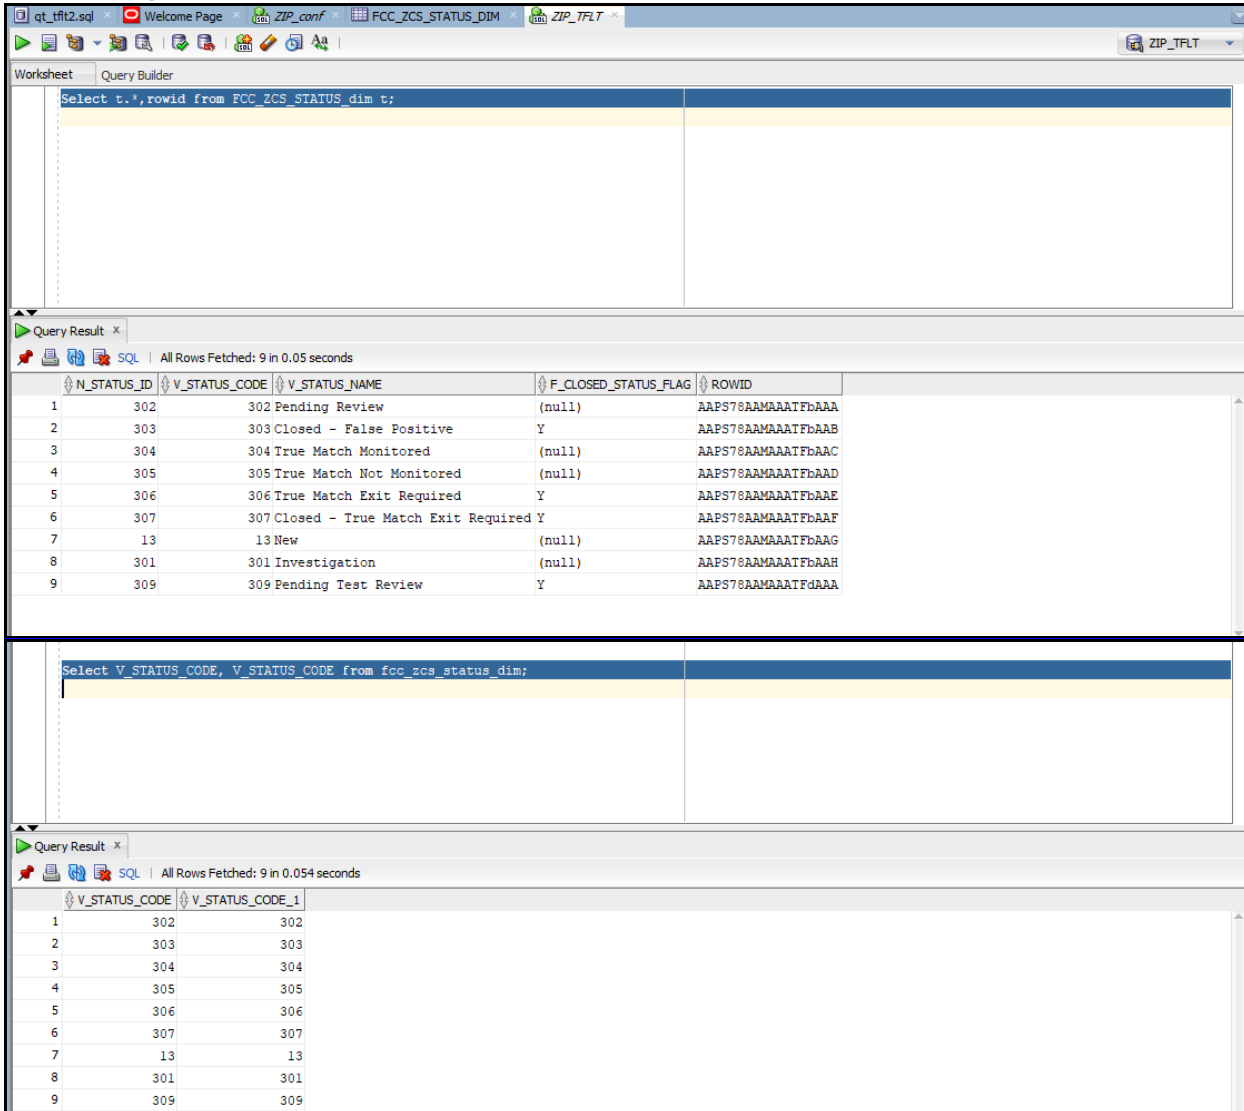 qt_tflt2.sql Welcome Page ZIP_conf FCC_ZCS_STATUS_DIM ZIP_TFLT
ZIP_TFLT
Worksheet Query Builder
Select t.*,rowid from FCC_ZCS_STATUS_dim t;
Query Result
SQL | All Rows Fetched: 9 in 0.05 seconds
N_STATUS_ID V_STATUS_CODE V_STATUS_NAME F_CLOSED_STATUS_FLAG ROWID
1 302 302 Pending Review (null) AAPS78AAMAAATFbAAA
2 303 303 Closed - False Positive Y AAPS78AAMAAATFbAAB
3 304 304 True Match Monitored (null) AAPS78AAMAAATFbAAC
4 305 305 True Match Not Monitored (null) AAPS78AAMAAATFbAAD
5 306 306 True Match Exit Required Y AAPS78AAMAAATFbAAE
6 307 307 Closed - True Match Exit Required Y AAPS78AAMAAATFbAAF
7 13 13 New (null) AAPS78AAMAAATFbAAG
8 301 301 Investigation (null) AAPS78AAMAAATFbAAH
9 309 309 Pending Test Review Y AAPS78AAMAAATFdAAA
Select V_STATUS_CODE, V_STATUS_CODE from fcc_zcs_status_dim;
Query Result
SQL | All Rows Fetched: 9 in 0.054 seconds
V_STATUS_CODE V_STATUS_CODE_1
1 302 302
2 303 303
3 304 304
4 305 305
5 306 306
6 307 307
7 13 13
8 301 301
9 309 309